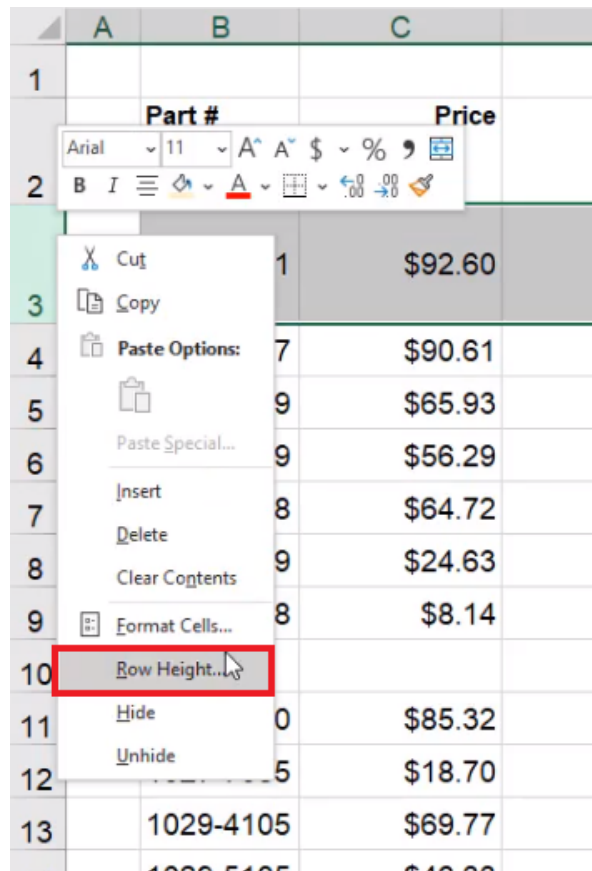 A B C
1
Part # Price
Arial 11 A A $ % 9
2 B I A .00 .00
Cut 1 $92.60
3 Copy
4 Paste Options: 7 $90.61
5 9 $65.93
6 Paste Special... 9 $56.29
Insert
7 8 $64.72
Delete
8 9 $24.63
Clear Contents
9 Format Cells... 8 $8.14
10 Row Height...
11 Hide 0 $85.32
Unhide
12 5 $18.70
13 1029-4105 $69.77